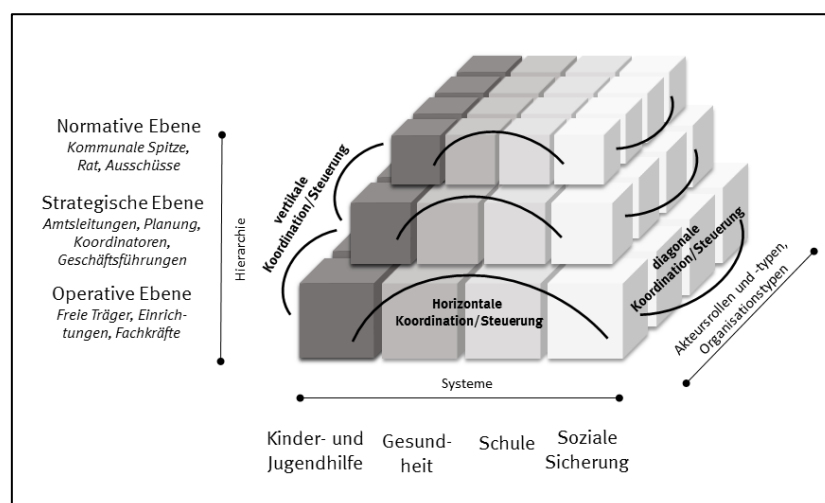 Normative Ebene
Kommunale Spitze,
Rat, Ausschüsse
Strategische Ebene
Amtsleitungen, Planung,
Koordinatoren,
Geschäftsführungen
Operative Ebene
Freie Träger, Einrich-
tungen, Fachkräfte
Hierarchie
vertikale
Koordination/Steuerung
Horizontale
Koordination/Steuerung
diagonale
Koordination/Steuerung
Akteursrollen und -typen,
Organisationstypen
Systeme
Kinder- und
Jugendhilfe
Gesund-
heit
Schule
Soziale
Sicherung